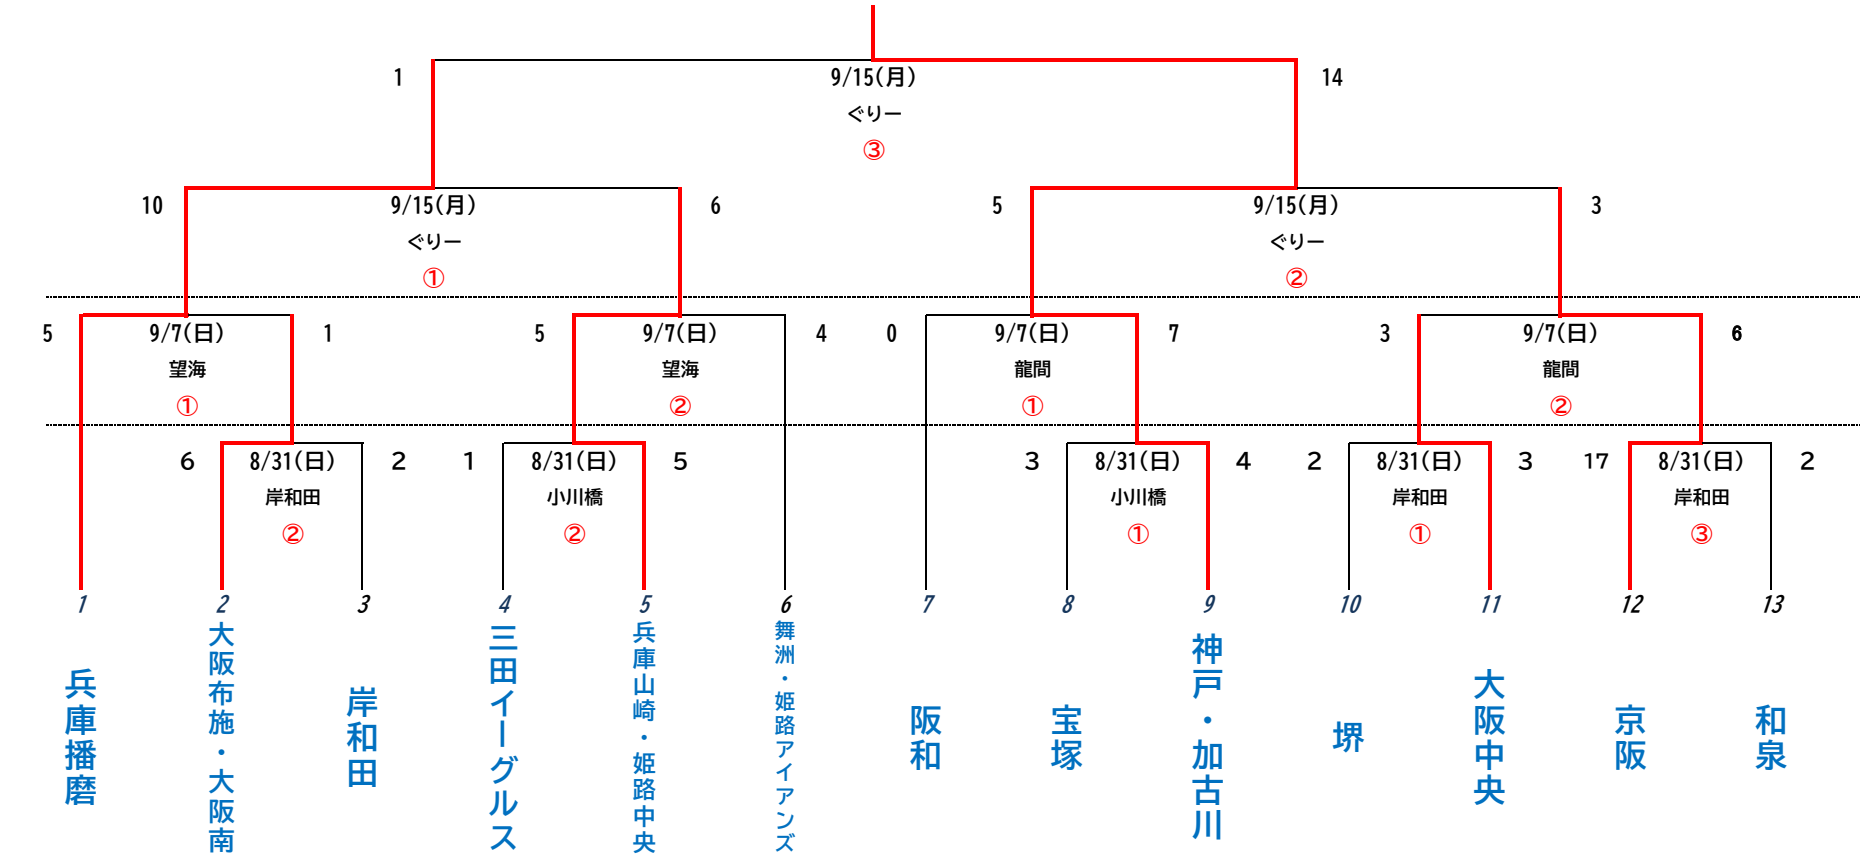 1 9/15(月) 14
ぐりー
③
10 9/15(月) 6 5 9/15(月) 3
ぐりー ぐりー
① ②
5 9/7(日) 1 5 9/7(日) 4 0 9/7(日) 7 3 9/7(日) 6
望海 望海 龍間 龍間
① ② ① ②
6 8/31(日) 2 1 8/31(日) 5 3 8/31(日) 4 2 8/31(日) 3 17 8/31(日) 2
岸和田 小川橋 小川橋 岸和田 岸和田
② ② ① ① ③
1 2 3 4 5 6 7 8 9 10 11 12 13
兵庫播磨
大阪布施・大阪南
岸和田
三田イーグルス
兵庫山崎・姫路中央
舞洲・姫路アイアンズ
阪和
宝塚
神戸・加古川
堺
大阪中央
京阪
和泉